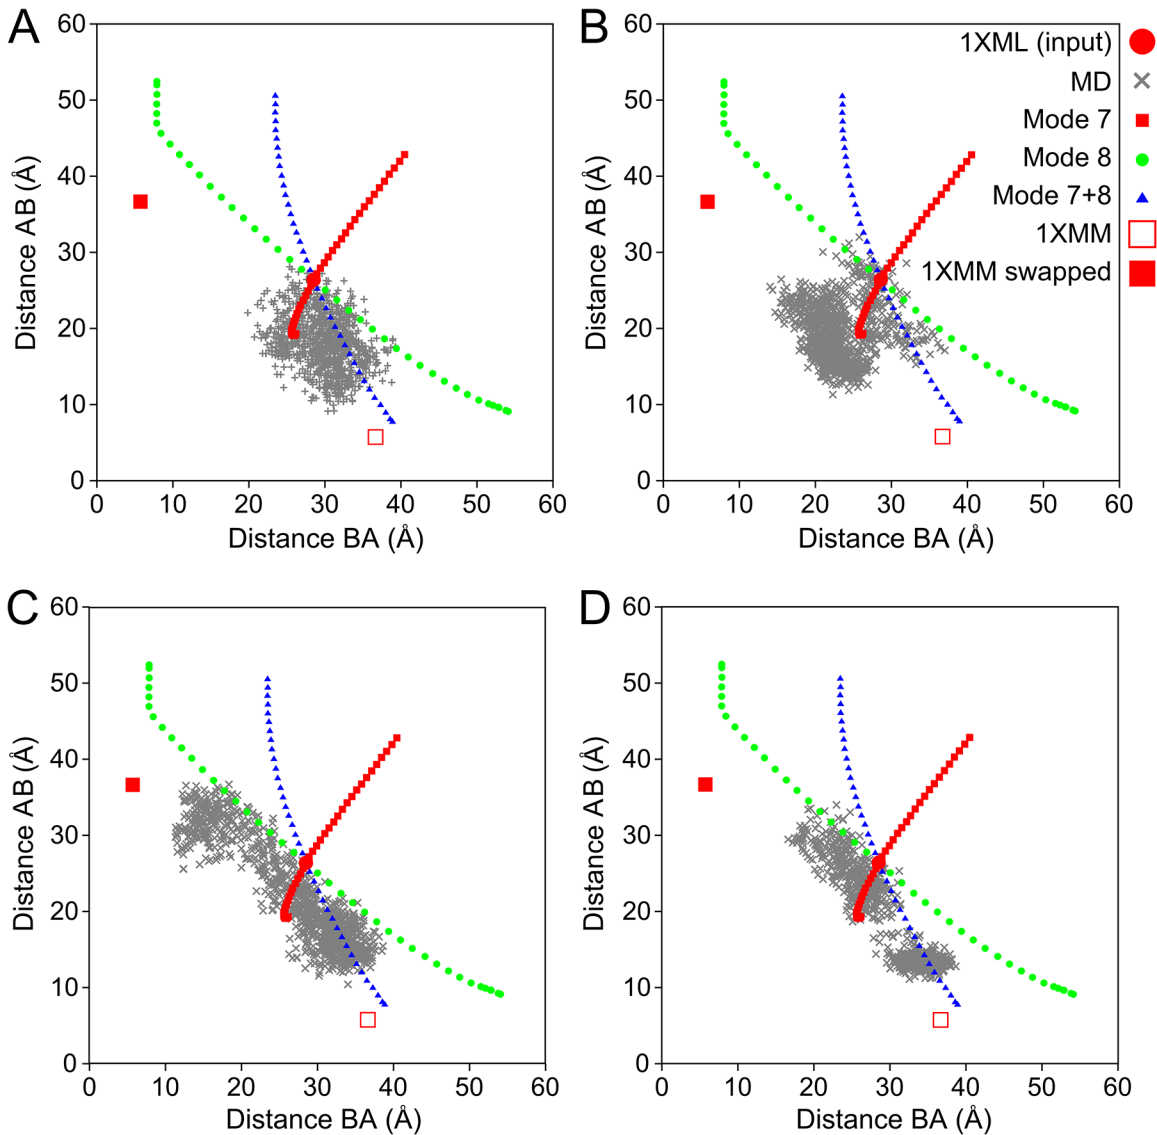 A
60
50
40
30
20
10
0
0 10 20 30 40 50 60
Distance AB (Å)
Distance BA (Å)
B
60
50
40
30
20
10
0
0 10 20 30 40 50 60
Distance AB (Å)
Distance BA (Å)
1XML (input)
MD
Mode 7
Mode 8
Mode 7+8
1XMM
1XMM swapped
C
60
50
40
30
20
10
0
0 10 20 30 40 50 60
Distance AB (Å)
Distance BA (Å)
D
60
50
40
30
20
10
0
0 10 20 30 40 50 60
Distance AB (Å)
Distance BA (Å)